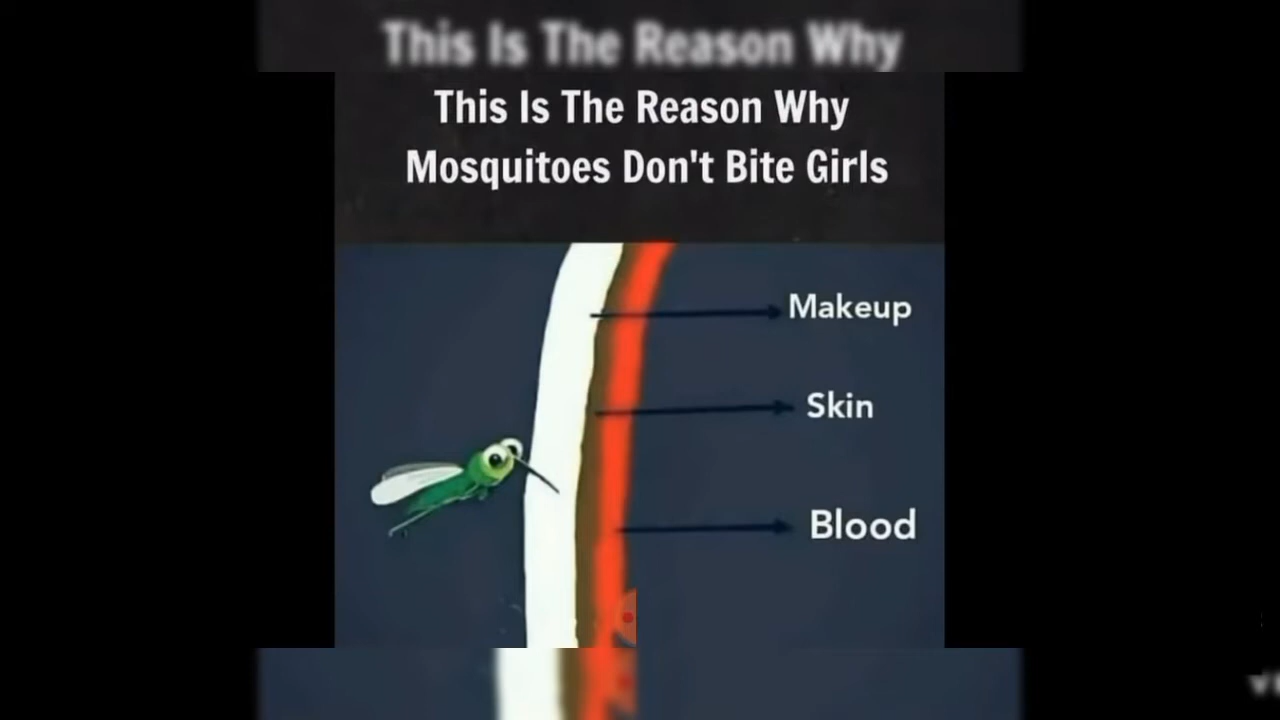 This Is The Reason Why
This Is The Reason Why
Mosquitoes Don't Bite Girls
Makeup
Skin
Blood